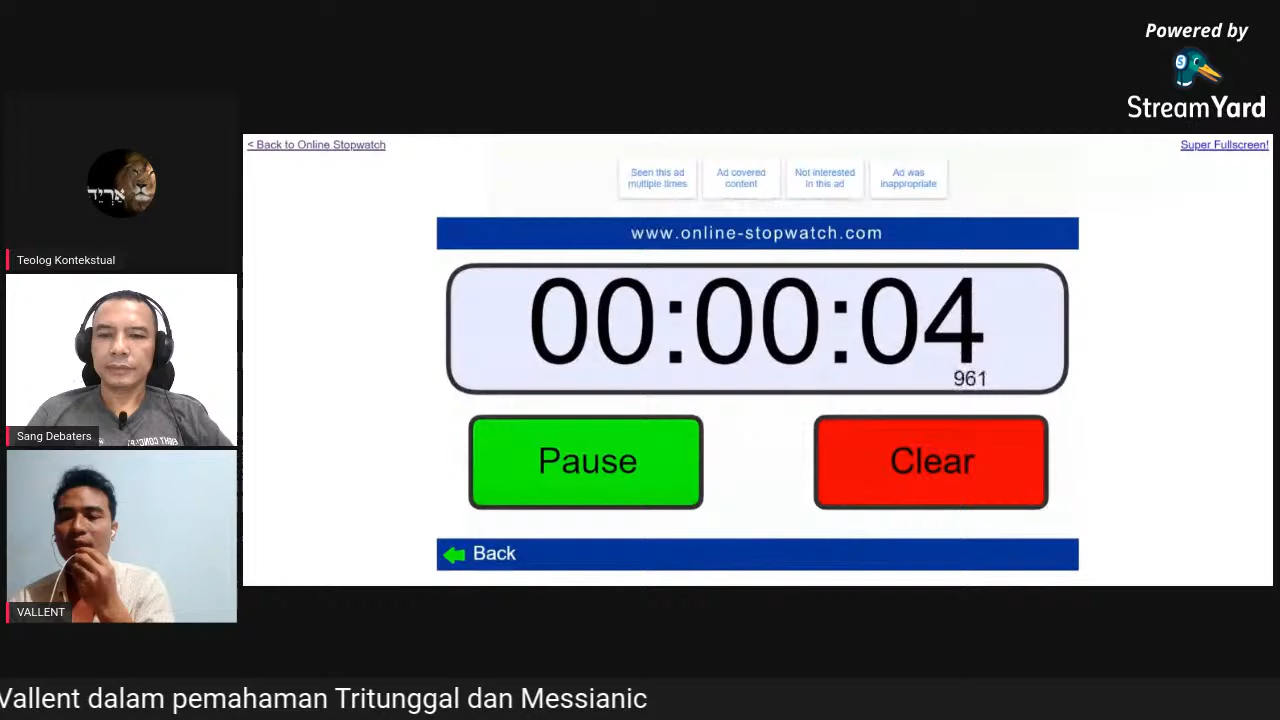 Powered by
StreamYard
< Back to Online Stopwatch
Super Fullscreen!
Seen this ad
multiple times
Ad covered
content
Not interested
in this ad
Ad was
inappropriate
www.online-stopwatch.com
00:00:04
961
Pause
Clear
Back
Teolog Kontekstual
Sang Debaters
VALLENT
Vallent dalam pemahaman Tritunggal dan Messianic